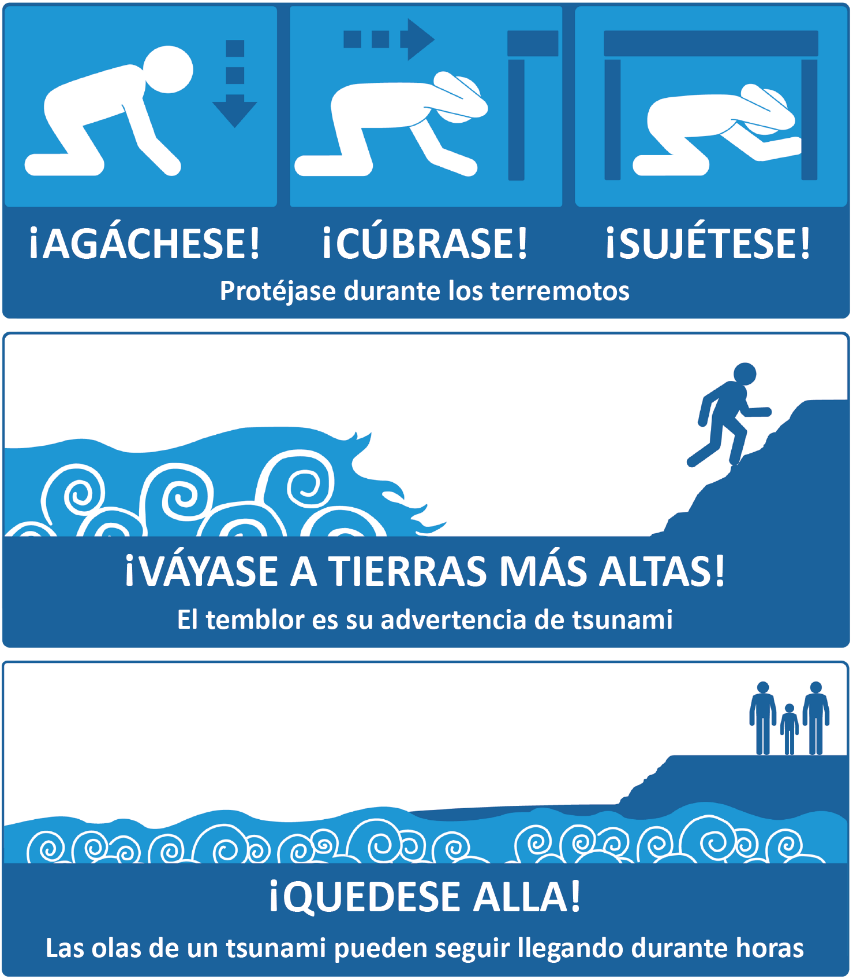 ¡AGÁCHESE! ¡CÚBRASE! ¡SUJÉTESE!
Protéjase durante los terremotos
¡VÁYASE A TIERRAS MÁS ALTAS!
El temblor es su advertencia de tsunami
¡QUEDESE ALLA!
Las olas de un tsunami pueden seguir llegando durante horas